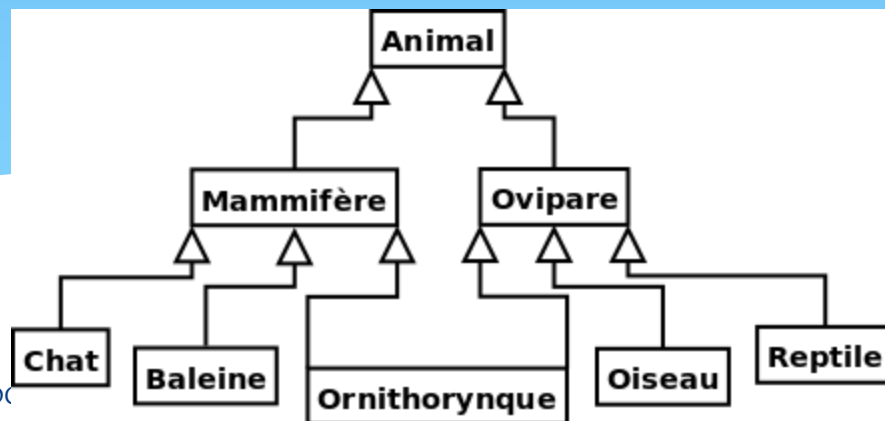 Animal
Mammifère
Ovipare
Chat
Baleine
Ornithorynque
Oiseau
Reptile